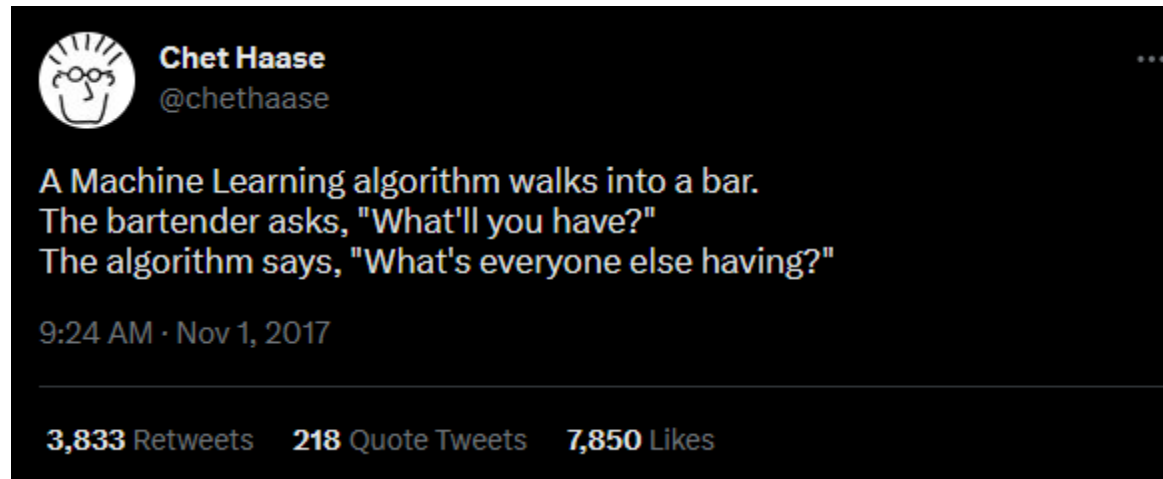 Chet Haase
@chethaase
A Machine Learning algorithm walks into a bar.
The bartender asks, "What'll you have?"
The algorithm says, "What's everyone else having?"
9:24 AM · Nov 1, 2017
3,833 Retweets 218 Quote Tweets 7,850 Likes